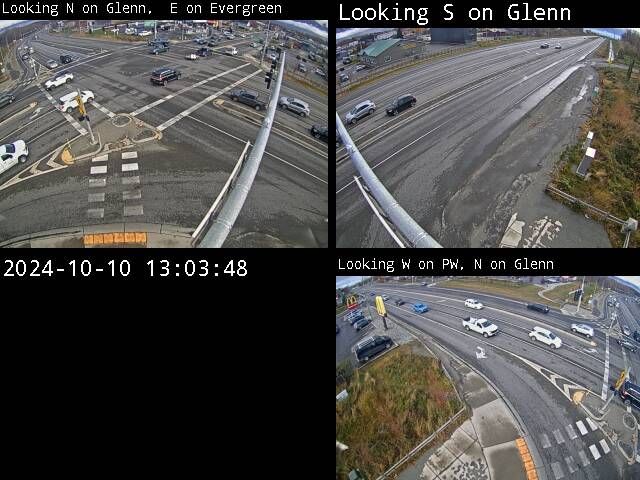 Looking N on Glenn,  E on Evergreen
Looking S on Glenn
2024-10-10 13:03:48
Looking W on PW, N on Glenn